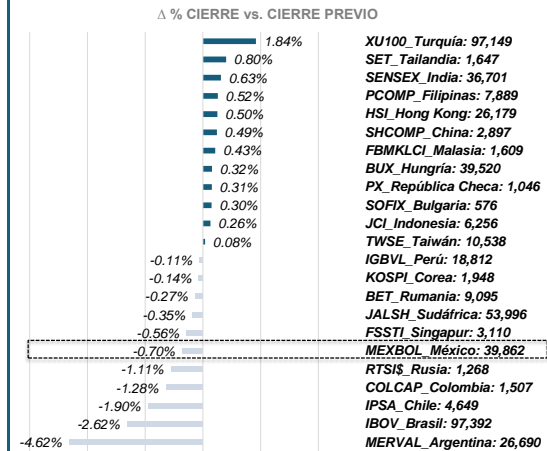 Δ % CIERRE vs. CIERRE PREVIO
1.84% XU100_Turquía: 97,149
0.80% SET_Tailandia: 1,647
0.63% SENSEX_India: 36,701
0.52% PCOMP_Filipinas: 7,889
0.50% HSI_Hong Kong: 26,179
0.49% SHCOMP_China: 2,897
0.43% FBMKLCI_Malasia: 1,609
0.32% BUX_Hungría: 39,520
0.31% PX_República Checa: 1,046
0.30% SOFIX_Bulgaria: 576
0.26% JCI_Indonesia: 6,256
0.08% TWSE_Taiwán: 10,538
-0.11% IGBVL_Perú: 18,812
-0.14% KOSPI_Corea: 1,948
-0.27% BET_Rumania: 9,095
-0.35% JALSH_Sudáfrica: 53,996
-0.56% FSSTI_Singapur: 3,110
-0.70% MEXBOL_México: 39,862
-1.11% RTSI$_Rusia: 1,268
-1.28% COLCAP_Colombia: 1,507
-1.90% IPSA_Chile: 4,649
-2.62% IBOV_Brasil: 97,392
-4.62% MERVAL_Argentina: 26,690